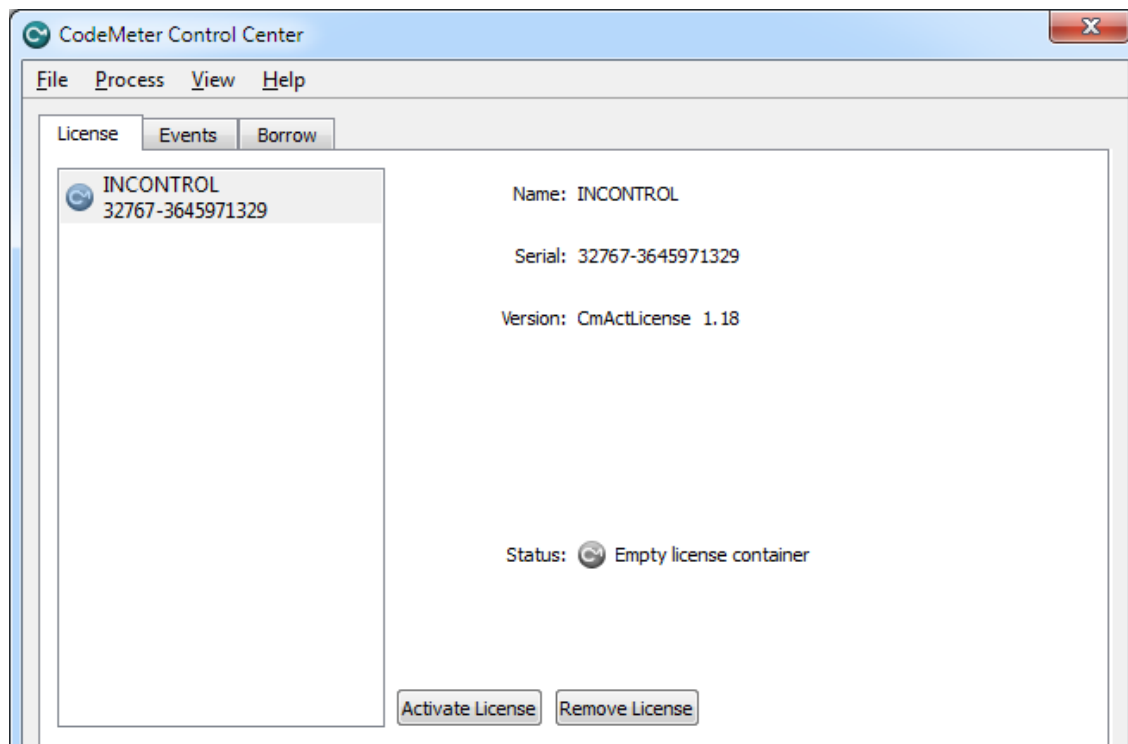 CodeMeter Control Center
File Process View Help
License Events Borrow
INCONTROL
32767-3645971329
Name: INCONTROL
Serial: 32767-3645971329
Version: CmActLicense 1.18
Status: Empty license container
Activate License Remove License